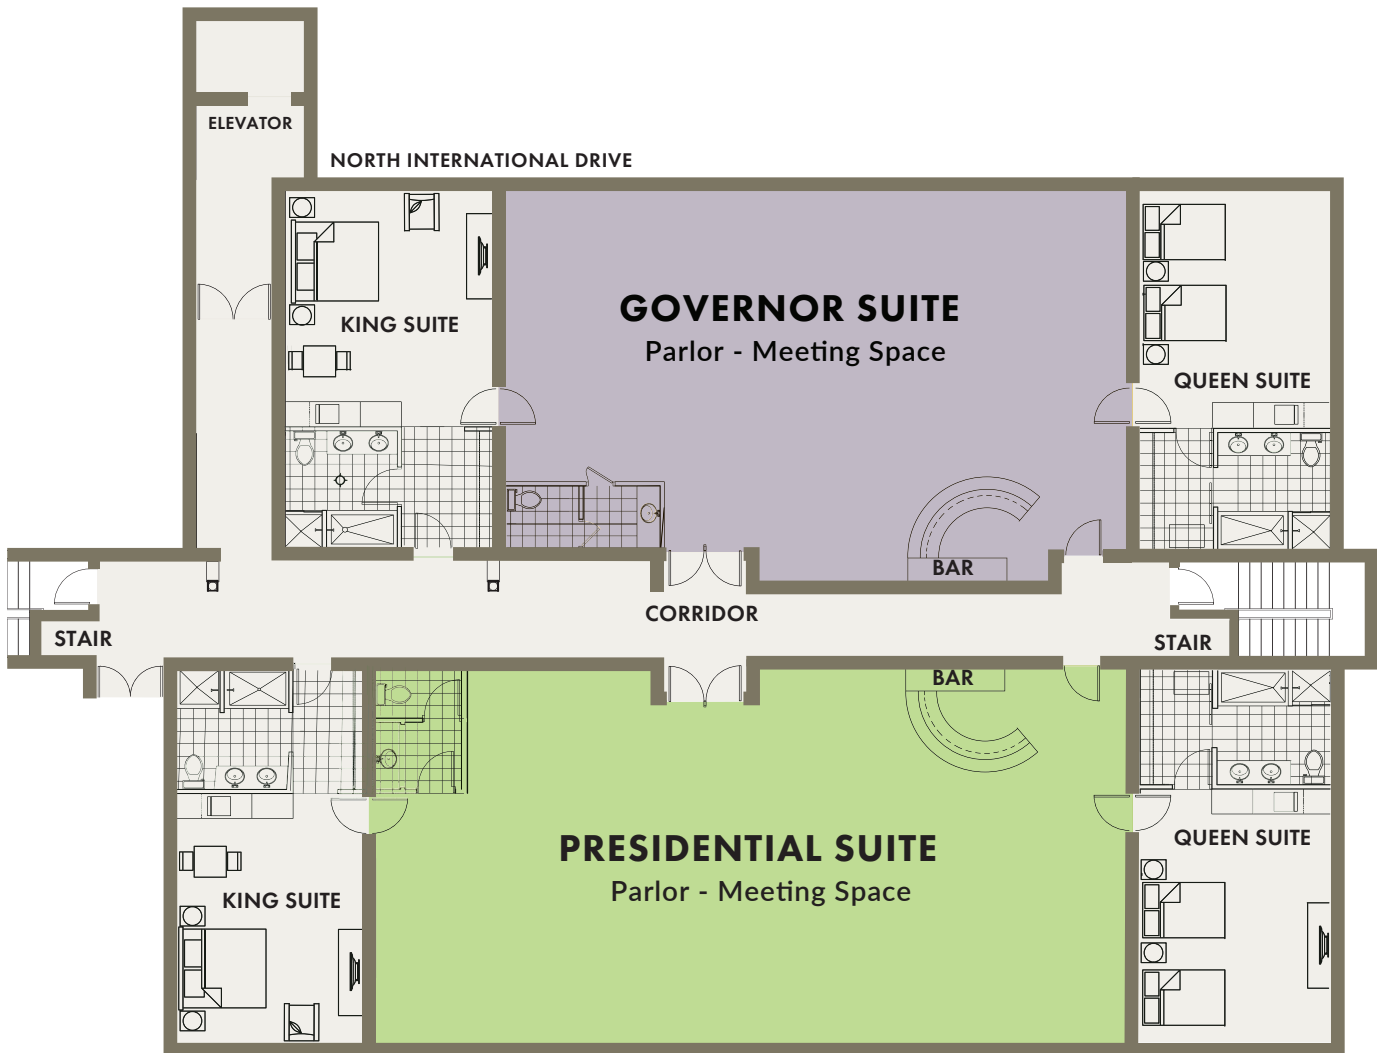 ELEVATOR
NORTH INTERNATIONAL DRIVE
GOVERNOR SUITE
Parlor - Meeting Space
KING SUITE
QUEEN SUITE
BAR
CORRIDOR
STAIR
STAIR
BAR
PRESIDENTIAL SUITE
Parlor - Meeting Space
QUEEN SUITE
KING SUITE